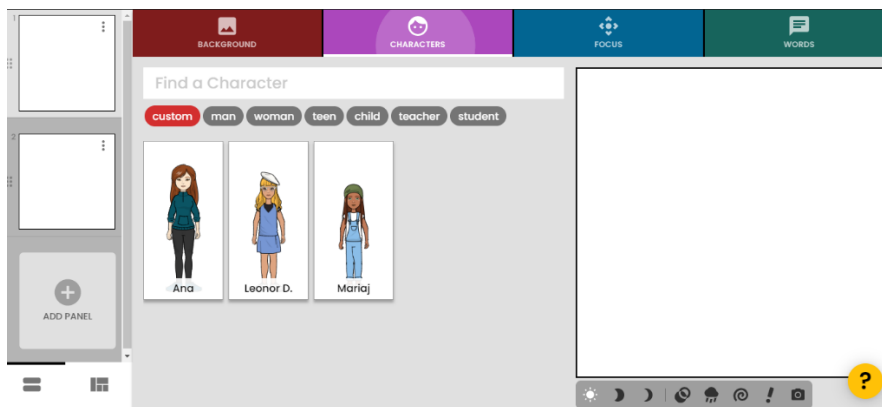 1
BACKGROUND
CHARACTERS
FOCUS
WORDS
Find a Character
custom man woman teen child teacher student
2
Ana
Leonor D.
Mariaj
ADD PANEL
?